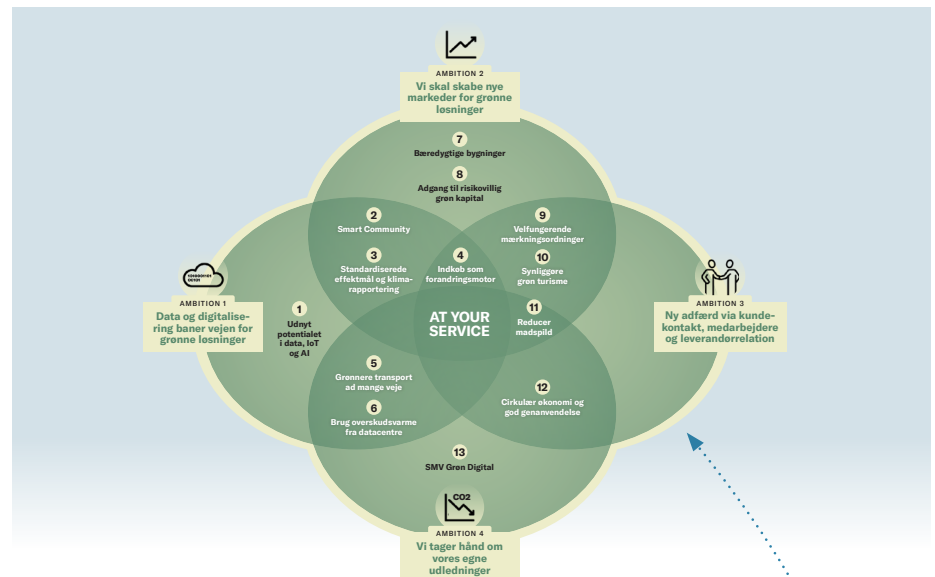 AMBITION 2
Vi skal skabe nye
markeder for grønne
løsninger
7
Bæredygtige bygninger
8
Adgang til risikovillig
grøn kapital
2
Smart Community
3
Standardiserede
effektmål og klima-
rapportering
4
Indkøb som
forandringsmotor
9
Velfungerende
mærkningsordninger
10
Synliggøre
grøn turisme
AMBITION 1
Data og digitalise-
ring baner vejen for
grønne løsninger
1
Udnyt
potentialet
i data, IoT
og AI
AT YOUR
SERVICE
11
Reducer
madspild
AMBITION 3
Ny adfærd via kunde-
kontakt, medarbejdere
og leverandørrelation
5
Grønnere transport
ad mange veje
6
Brug overskudsvarme
fra datacentre
12
Cirkulær økonomi og
god genanvendelse
13
SMV Grøn Digital
CO2
AMBITION 4
Vi tager hånd om
vores egne
udledninger